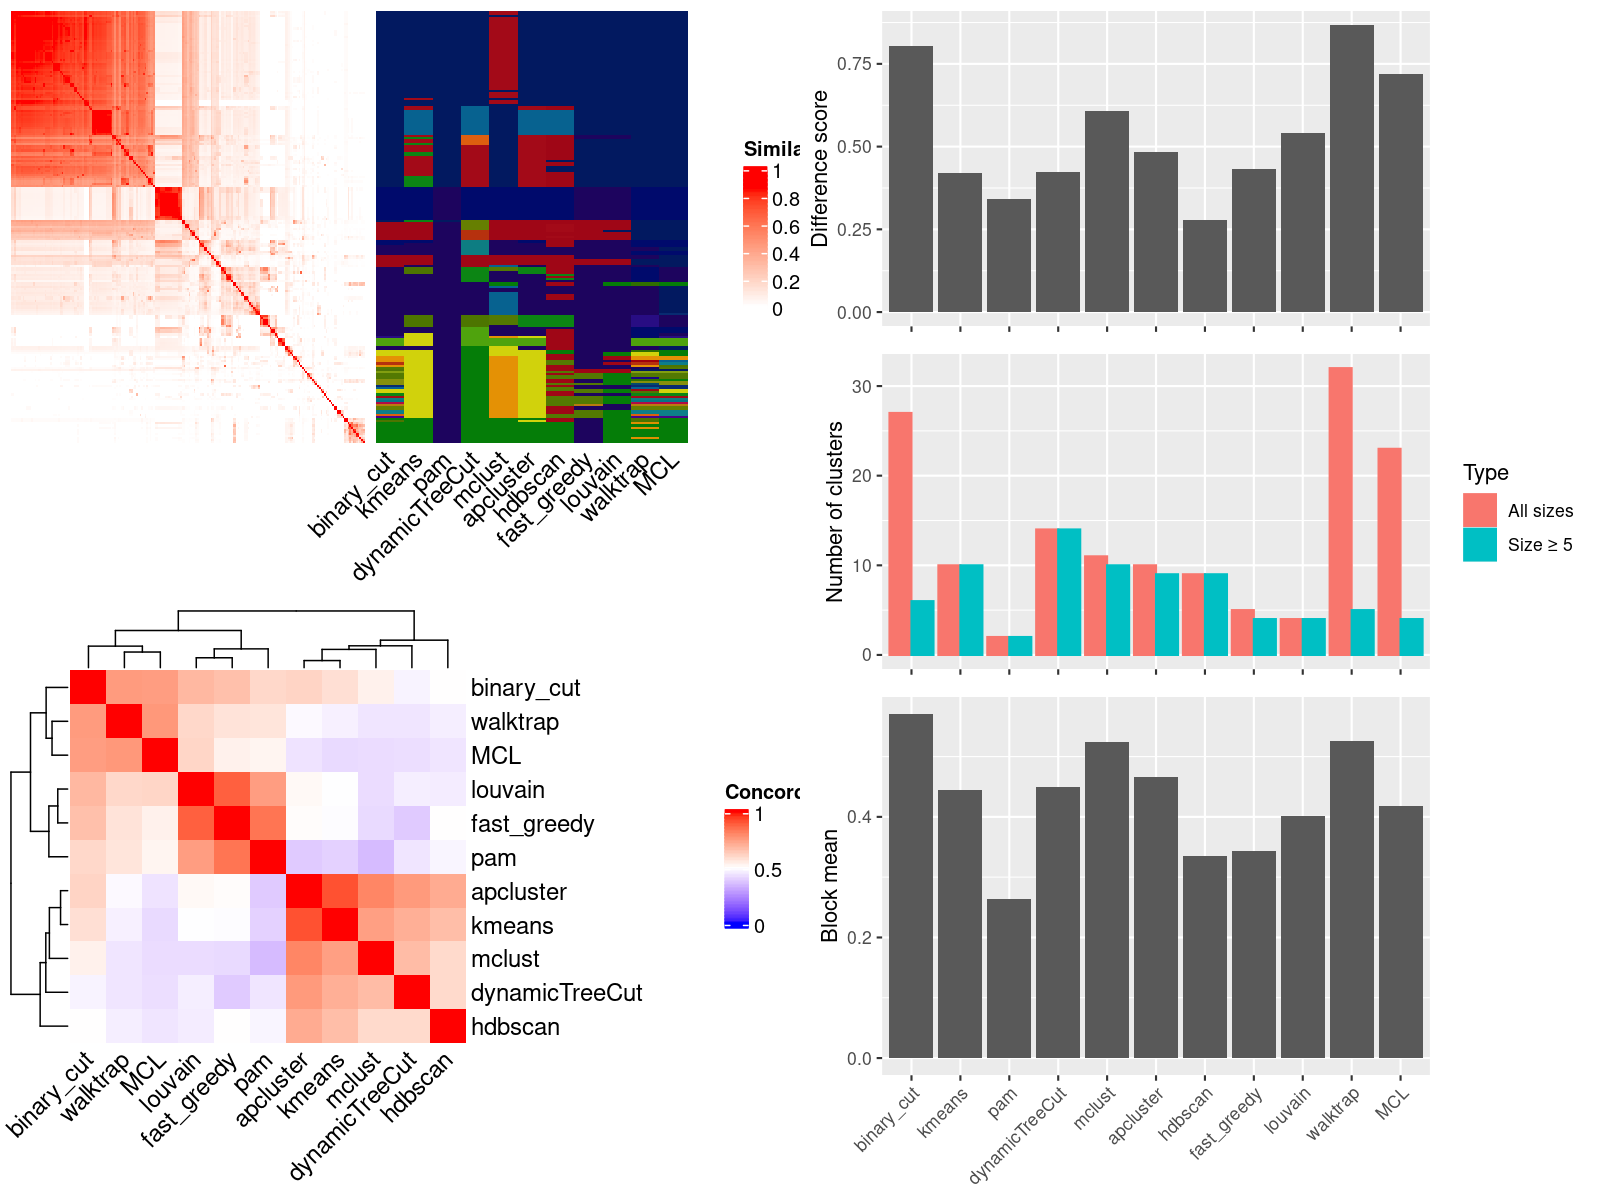 Simila
1
0.8
0.6
0.4
0.2
0
binary_cut
kmeans
pam
dynamicTreeCut
mclust
apcluster
hdbscan
fast_greedy
louvain
walktrap
MCL
binary_cut
walktrap
MCL
louvain
fast_greedy
pam
apcluster
kmeans
mclust
dynamicTreeCut
hdbscan
binary_cut
walktrap
MCL
louvain
fast_greedy
pam
apcluster
kmeans
mclust
dynamicTreeCut
hdbscan
Concord
1
0.5
0
Difference score
0.75
0.50
0.25
0.00
Number of clusters
30
20
10
0
Type
All sizes
Size ≥ 5
Block mean
0.4
0.2
0.0
binary_cut
kmeans
pam
dynamicTreeCut
mclust
apcluster
hdbscan
fast_greedy
louvain
walktrap
MCL